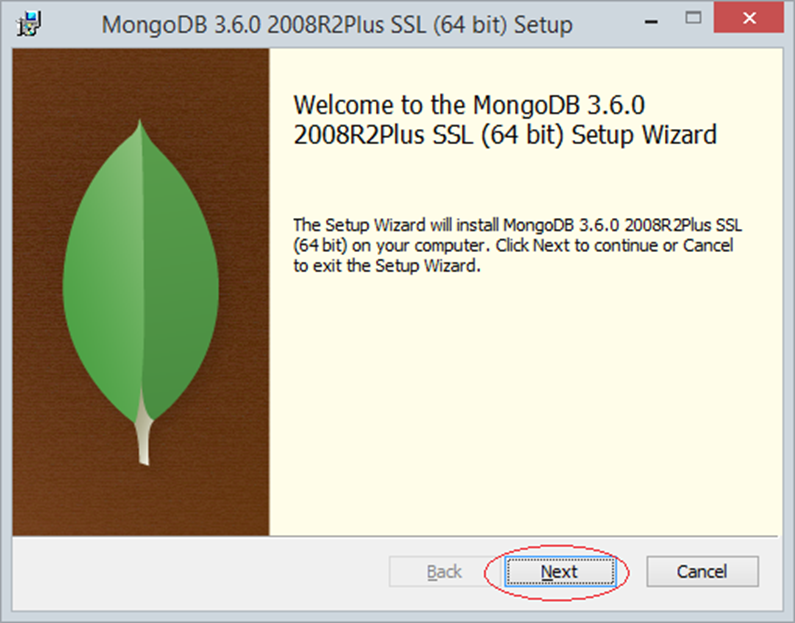 MongoDB 3.6.0 2008R2Plus SSL (64 bit) Setup
Welcome to the MongoDB 3.6.0
2008R2Plus SSL (64 bit) Setup Wizard
The Setup Wizard will install MongoDB 3.6.0 2008R2Plus SSL
(64 bit) on your computer. Click Next to continue or Cancel
to exit the Setup Wizard.
Back Next Cancel